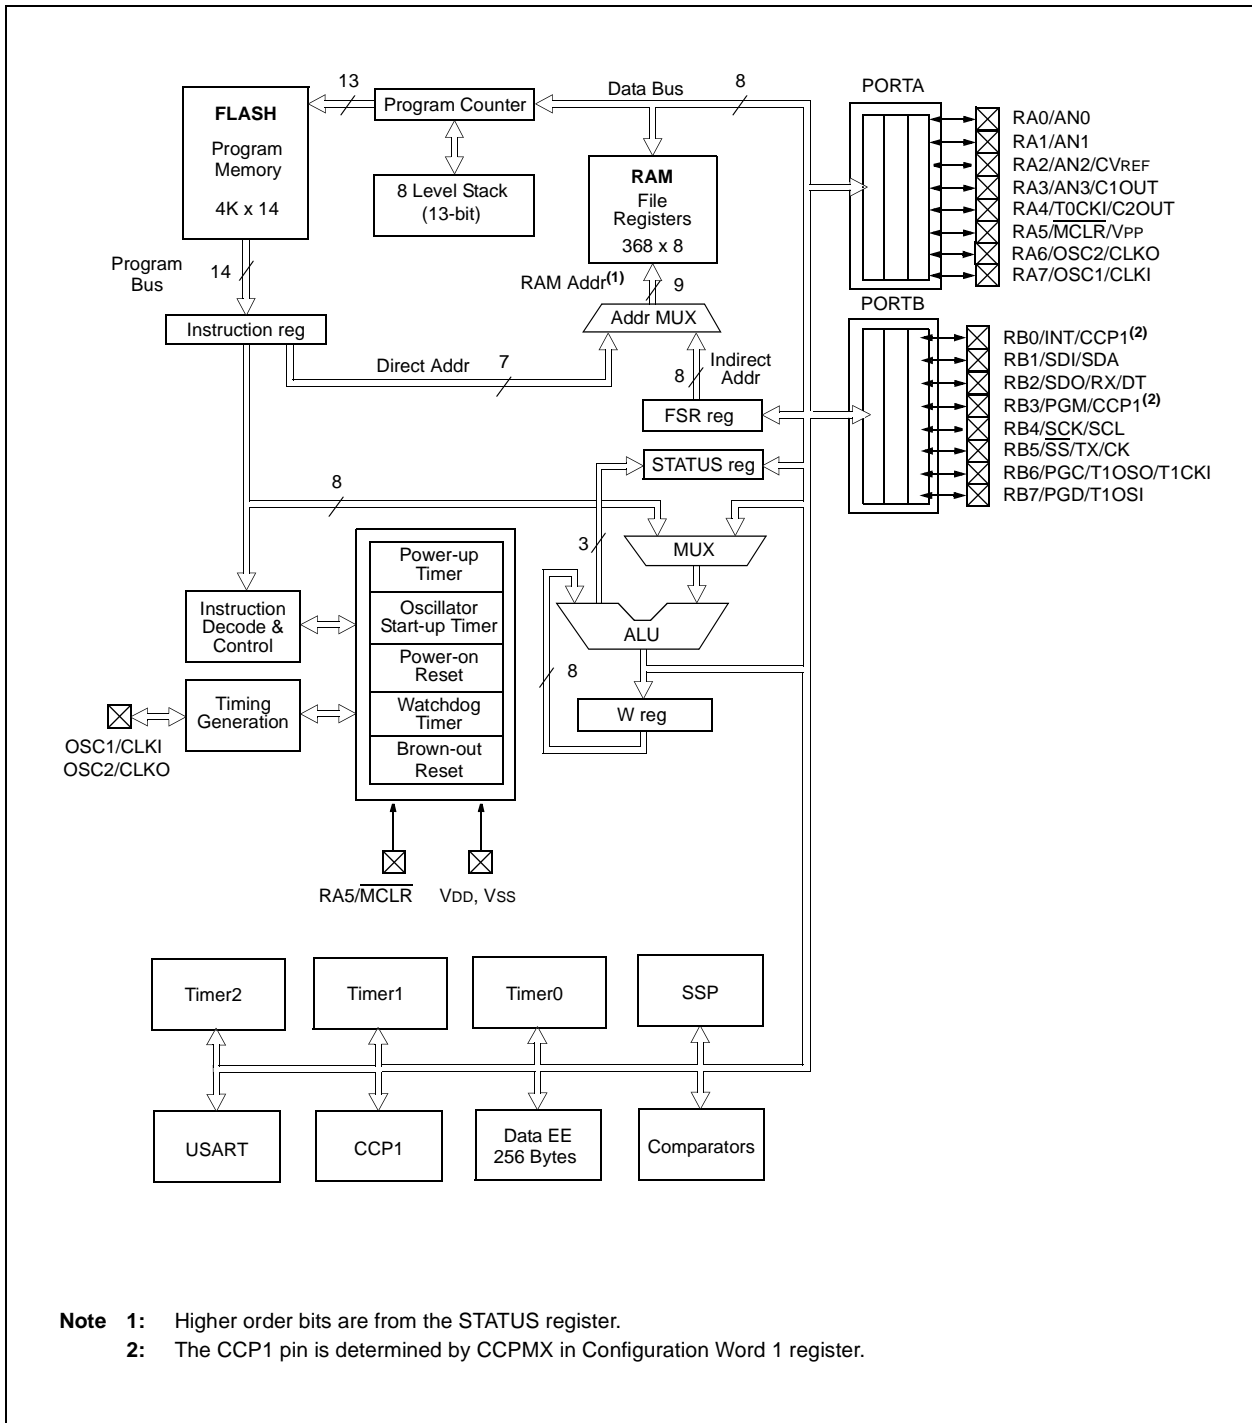 13
Data Bus
8
PORTA
FLASH
Program
Memory
4K x 14
Program Counter
8 Level Stack
(13-bit)
RAM
File
Registers
368 x 8
RA0/AN0
RA1/AN1
RA2/AN2/CVREF
RA3/AN3/C1OUT
RA4/T0CKI/C2OUT
RA5/MCLR/VPP
RA6/OSC2/CLKO
RA7/OSC1/CLKI
Program
Bus
14
RAM Addr(1)
9
PORTB
Instruction reg
Addr MUX
Direct Addr
7
8
Indirect
Addr
FSR reg
STATUS reg
RB0/INT/CCP1(2)
RB1/SDI/SDA
RB2/SDO/RX/DT
RB3/PGM/CCP1(2)
RB4/SCK/SCL
RB5/SS/TX/CK
RB6/PGC/T1OSO/T1CKI
RB7/PGD/T1OSI
8
3
MUX
Power-up
Timer
Instruction
Decode &
Control
Oscillator
Start-up Timer
ALU
Power-on
Reset
8
Timing
Generation
Watchdog
Timer
W reg
OSC1/CLKI
OSC2/CLKO
Brown-out
Reset
RA5/MCLR
VDD, VSS
Timer2
Timer1
Timer0
SSP
USART
CCP1
Data EE
256 Bytes
Comparators
Note 1: Higher order bits are from the STATUS register.
2: The CCP1 pin is determined by CCPMX in Configuration Word 1 register.